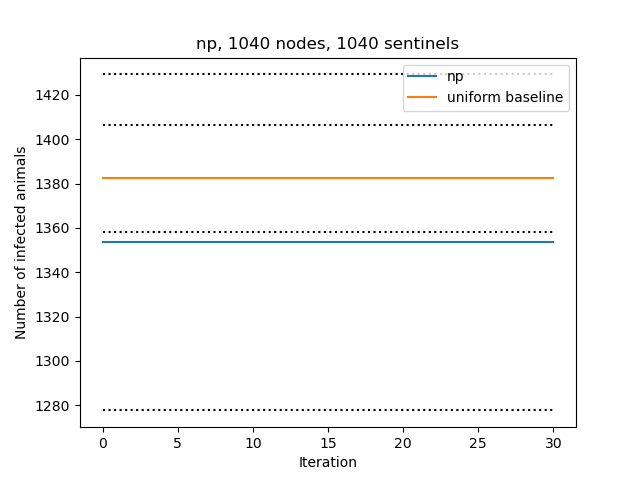 np, 1040 nodes, 1040 sentinels
np
uniform baseline
Number of infected animals
1420
1400
1380
1360
1340
1320
1300
1280
0 5 10 15 20 25 30
Iteration